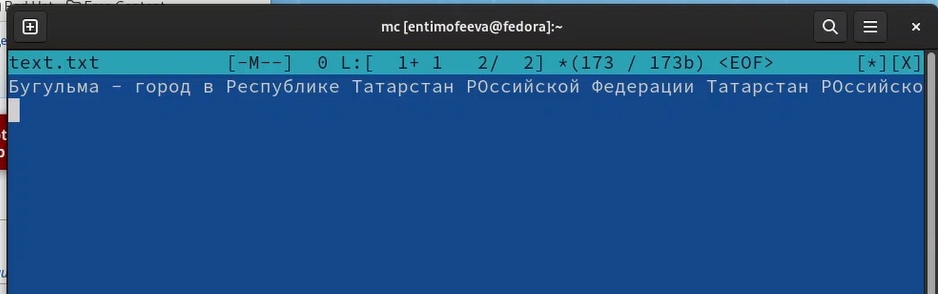 mc [entimofeeva@fedora]:~
text.txt [-M--] 0 L:[ 1+ 1 2/ 2] *(173 / 173b) <EOF> [*][X]
Бугульма - город в Республике Татарстан РОссийской Федерации Татарстан РОссийско